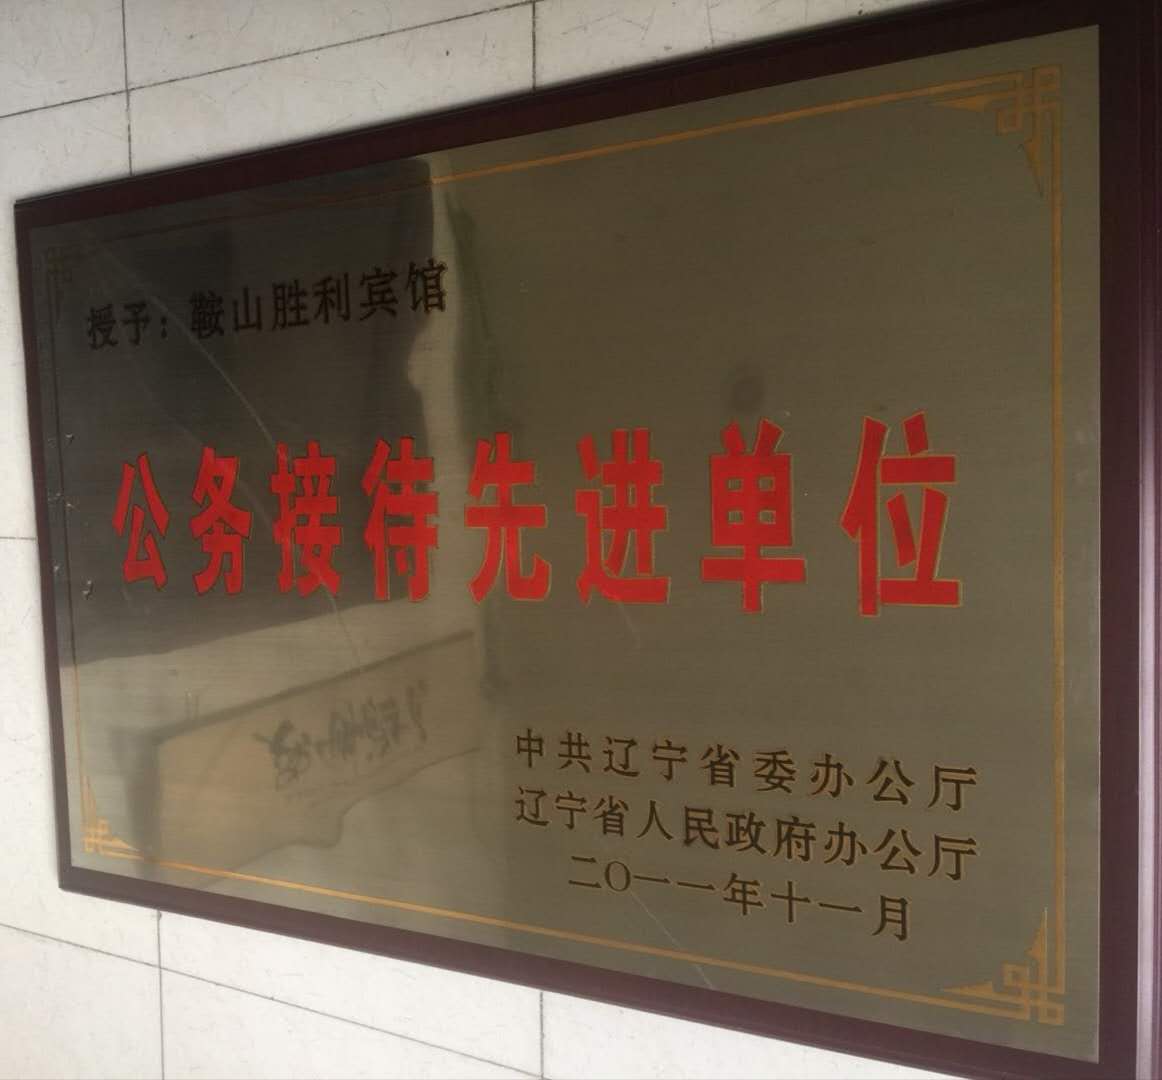 授予：鞍山胜利宾馆
公务接待先进单位
中共辽宁省委办公厅
辽宁省人民政府办公厅
二〇一一年十一月